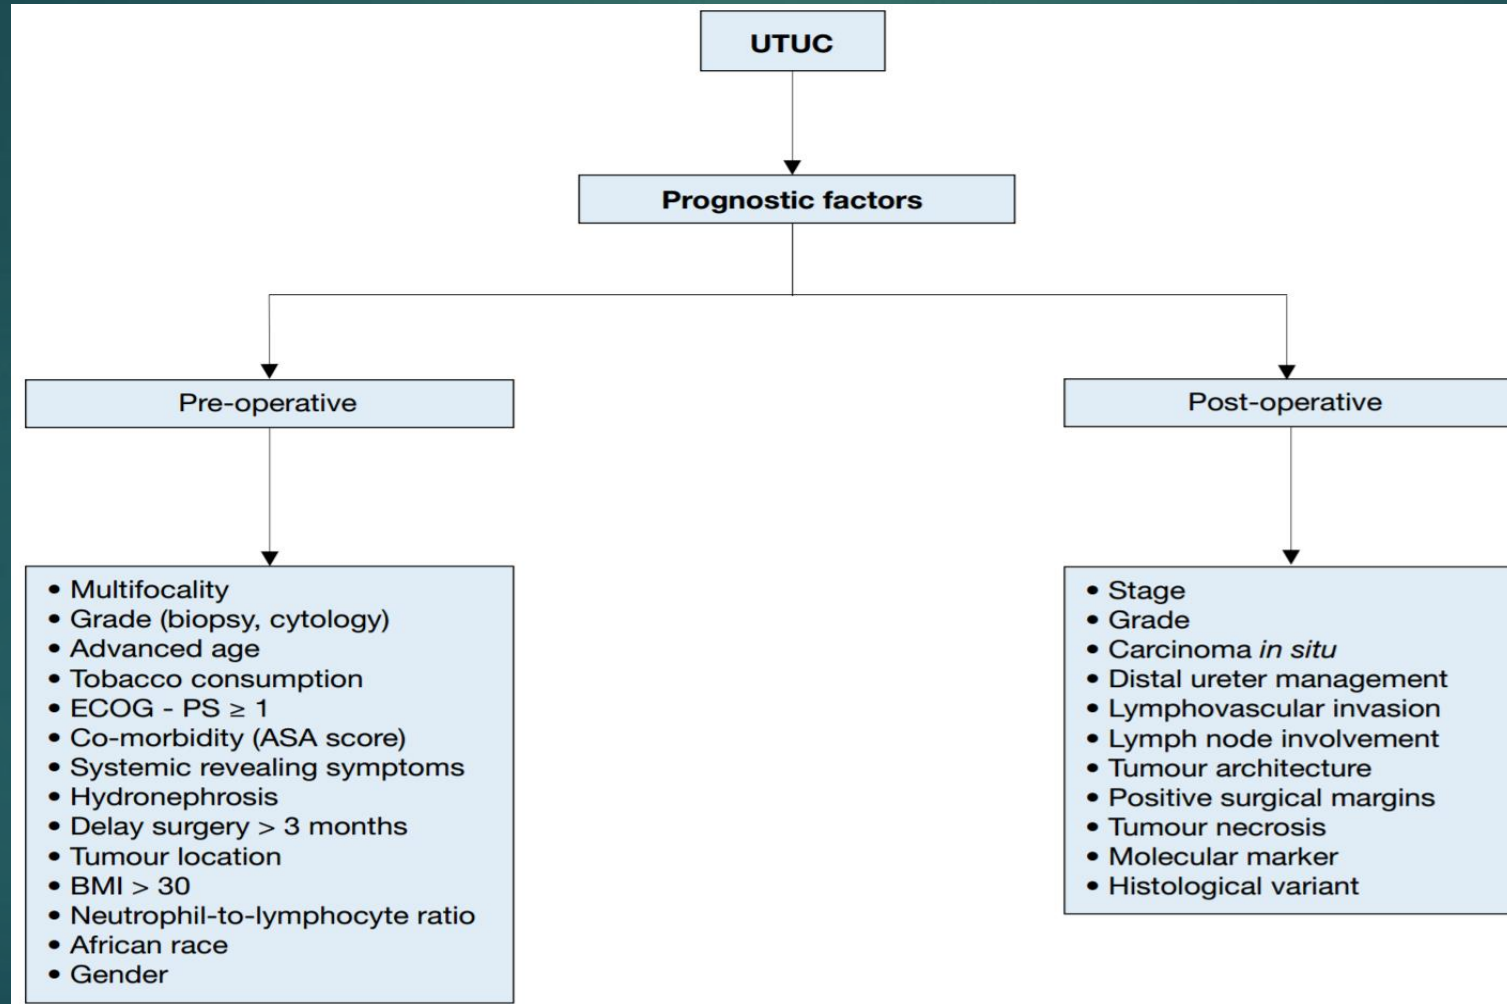 UTUC
Prognostic factors
Pre-operative
Post-operative
• Multifocality
• Grade (biopsy, cytology)
• Advanced age
• Tobacco consumption
• ECOG - PS ≥ 1
• Co-morbidity (ASA score)
• Systemic revealing symptoms
• Hydronephrosis
• Delay surgery > 3 months
• Tumour location
• BMI > 30
• Neutrophil-to-lymphocyte ratio
• African race
• Gender
• Stage
• Grade
• Carcinoma in situ
• Distal ureter management
• Lymphovascular invasion
• Lymph node involvement
• Tumour architecture
• Positive surgical margins
• Tumour necrosis
• Molecular marker
• Histological variant